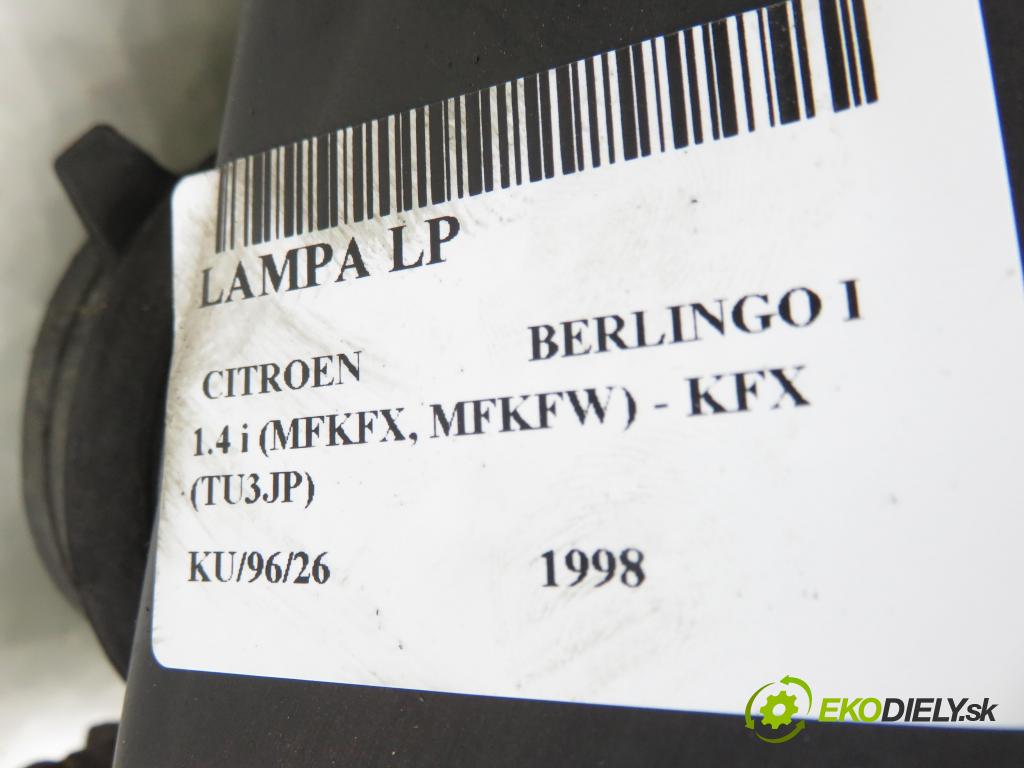 LAMPA LP
CITROEN BERLINGO I
1.4 i (MFKFX, MFKFW) - KFX
(TU3JP)
KU/96/26 1998
EKODIELY.sk